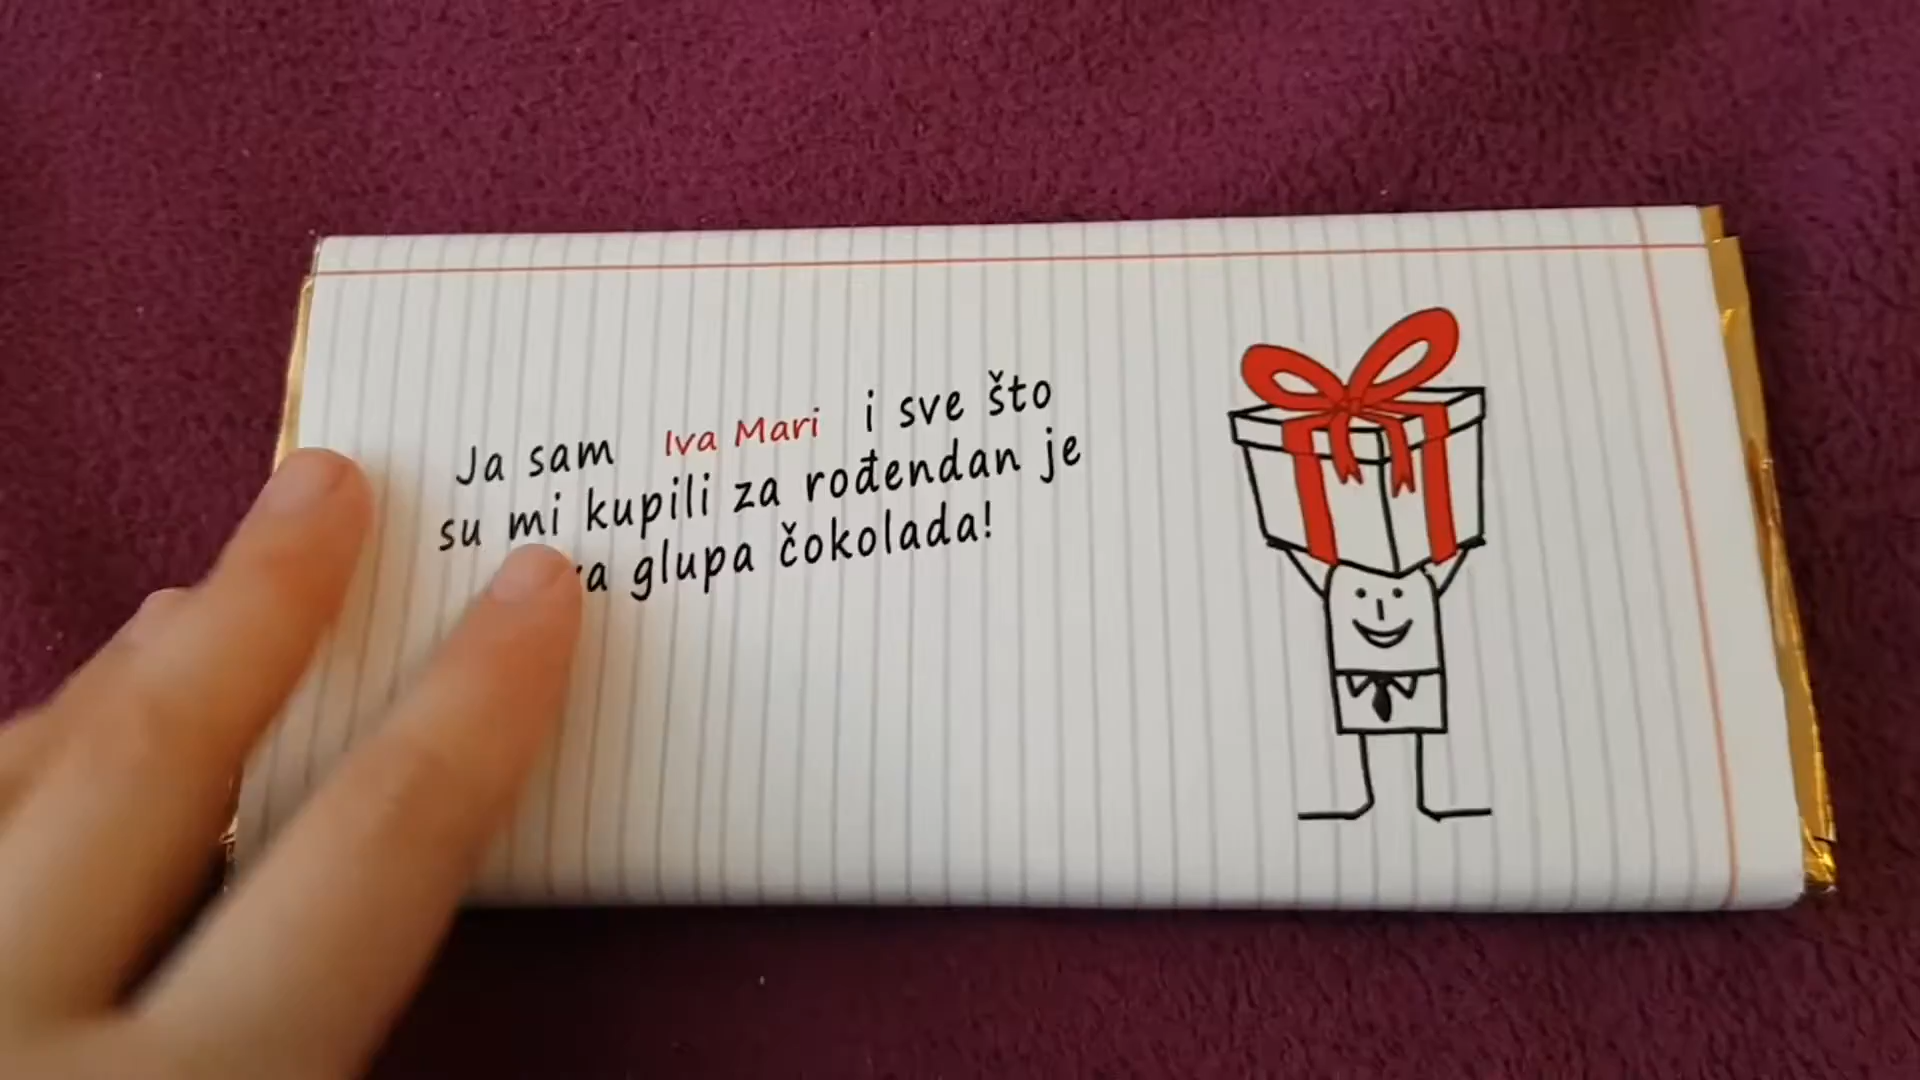 Ja sam Iva Mari i sve što
su mi kupili za rođendan je
glupa čokolada!